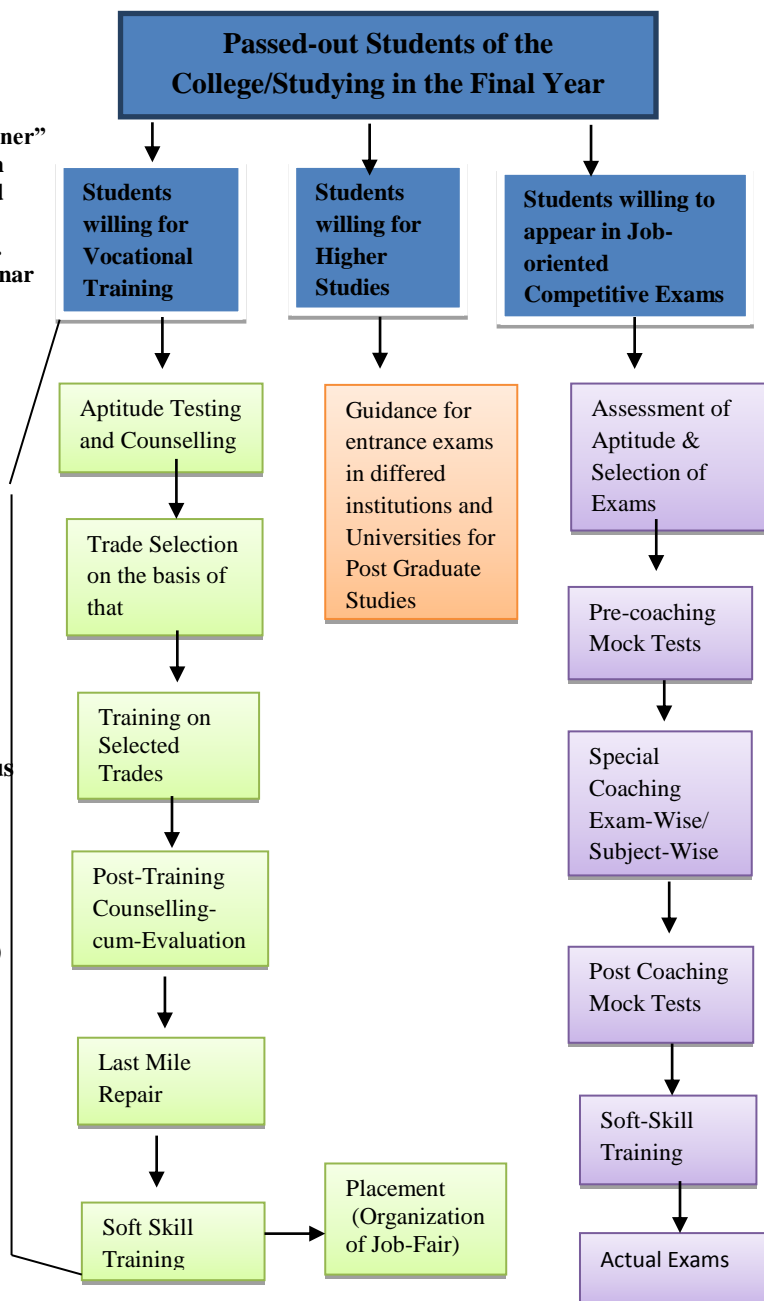 Passed-out Students of the
College/Studying in the Final Year
ner”
l
.
nar
Students
willing for
Vocational
Training
Students
willing for
Higher
Studies
Students willing to
appear in Job-
oriented
Competitive Exams
Aptitude Testing
and Counselling
Trade Selection
on the basis of
that
Training on
Selected
Trades
Post-Training
Counselling-
cum-Evaluation
Last Mile
Repair
Soft Skill
Training
Placement
(Organization
of Job-Fair)
Guidance for
entrance exams
in differed
institutions and
Universities for
Post Graduate
Studies
Assessment of
Aptitude &
Selection of
Exams
Pre-coaching
Mock Tests
Special
Coaching
Exam-Wise/
Subject-Wise
Post Coaching
Mock Tests
Soft-Skill
Training
Actual Exams